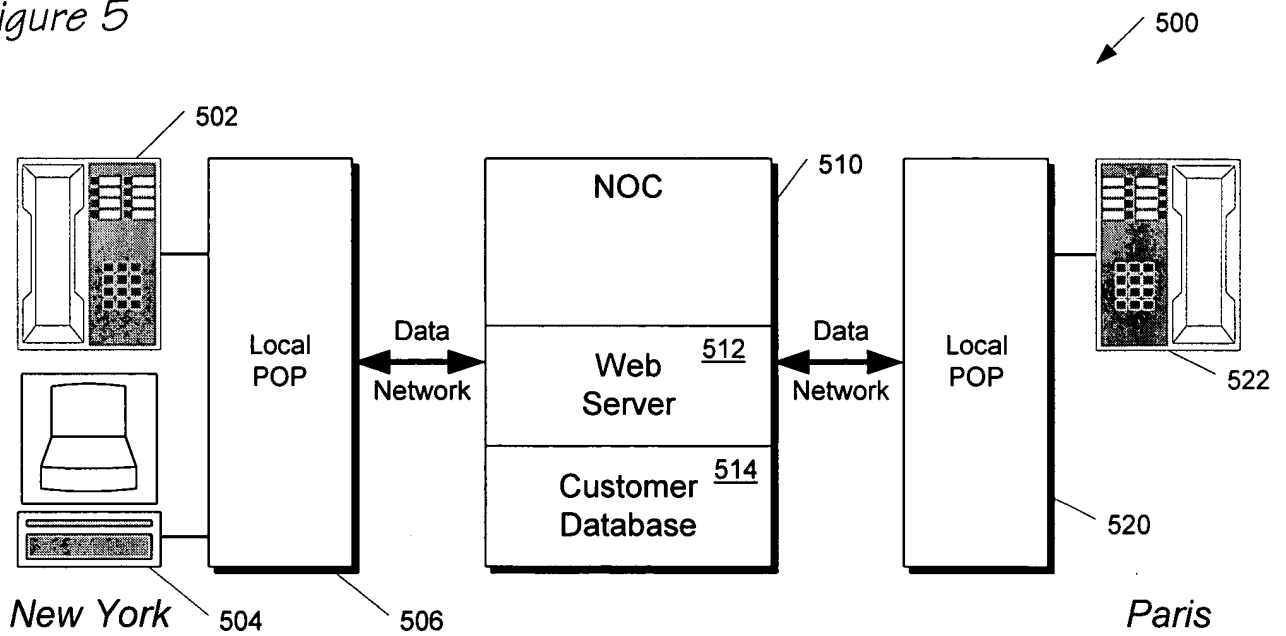 igure 5
500
502
NOC
510
Local
POP
Data
Network
Web
Server
512
Data
Network
Local
POP
522
Customer
Database
514
520
New York
504
506
Paris